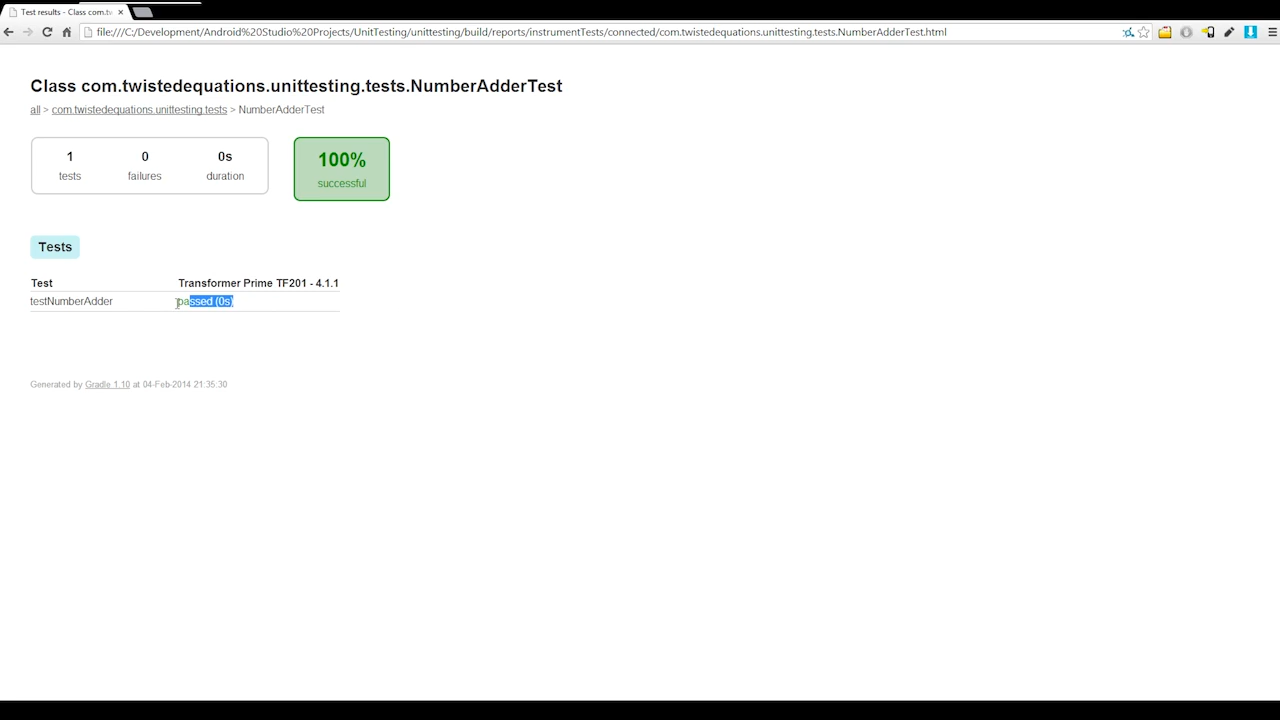 Test results - Class com.tw
file:///C:/Development/Android%20Studio%20Projects/UnitTesting/unittesting/build/reports/instrumentTests/connected/com.twistedequations.unittesting.tests.NumberAdderTest.html
Class com.twistedequations.unittesting.tests.NumberAdderTest
all > com.twistedequations.unittesting.tests > NumberAdderTest
1 0 0s 100%
tests failures duration successful
Tests
Test Transformer Prime TF201 - 4.1.1
testNumberAdder passed (0s)
Generated by Gradle 1.10 at 04-Feb-2014 21:35:30